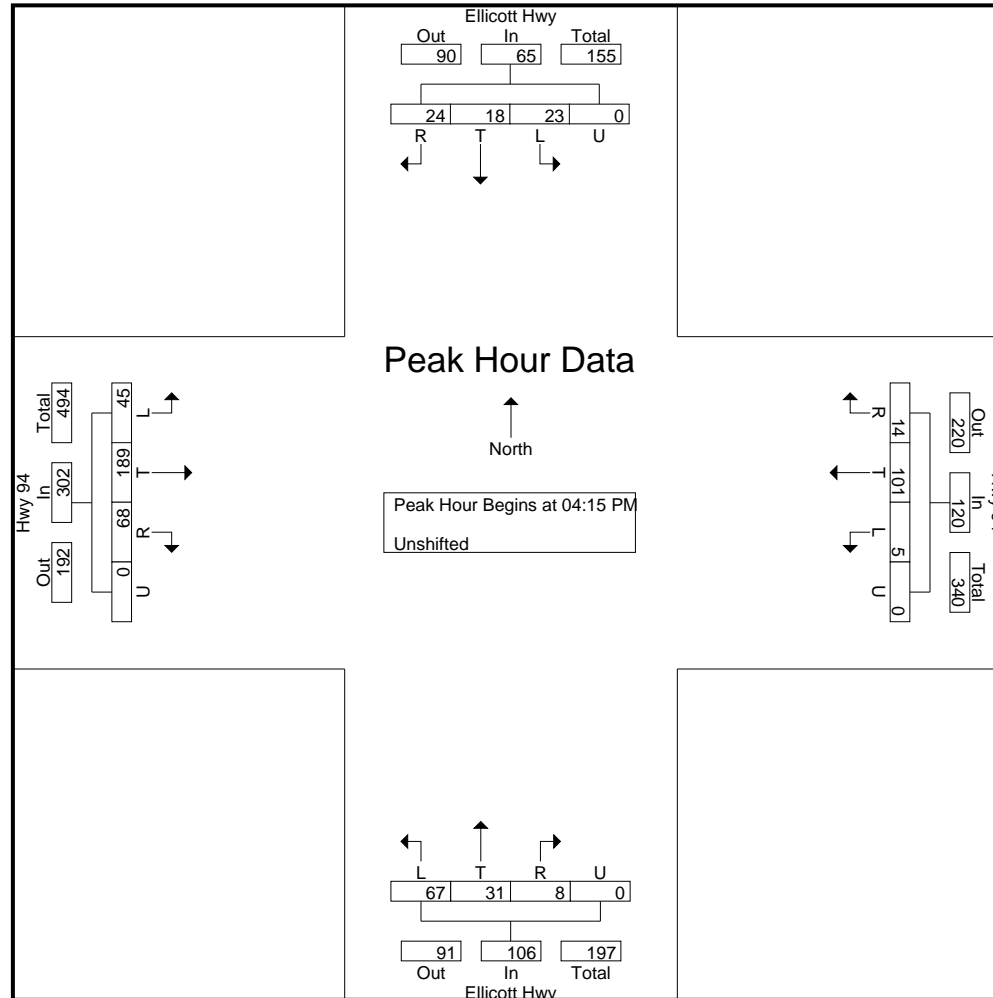 Ellicott Hwy
Out In Total
90 65 155
24 18 23 0
R T L U
Peak Hour Data
North
Peak Hour Begins at 04:15 PM
Unshifted
Hwy 94
Total In Out
494 302 192
45 189 68 0
L T R U
Out In Total
220 120 340
14 101 5 0
R T L U
L T R U
67 31 8 0
91 106 197
Out In Total
Ellicott Hwy